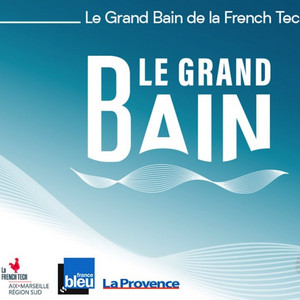 Le Grand Bain de la French Tec
LE GRAND
BAIN
LA
FRENCH TECH
AIX•MARSEILLE
RÉGION SUD
france
bleu
La Provence